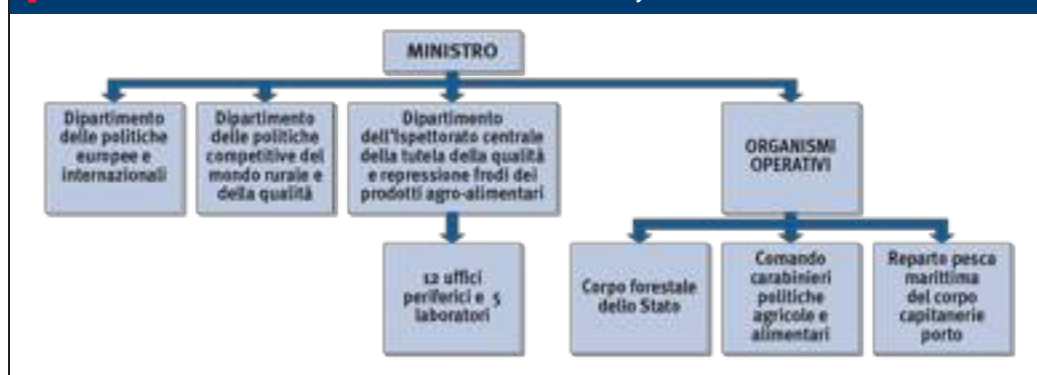 MINISTRO
Dipartimento
delle politiche
europee e
internazionali
Dipartimento
delle politiche
competitive del
mondo rurale e
della qualità
Dipartimento
dell'Ispettorato centrale
della tutela della qualità
e repressione frodi dei
prodotti agro-alimentari
ORGANISMI
OPERATIVI
12 uffici
periferici e 5
laboratori
Corpo forestale
dello Stato
Comando
carabinieri
politiche
agricole e
alimentari
Reparto pesca
marittima
del corpo
capitanerie
porto